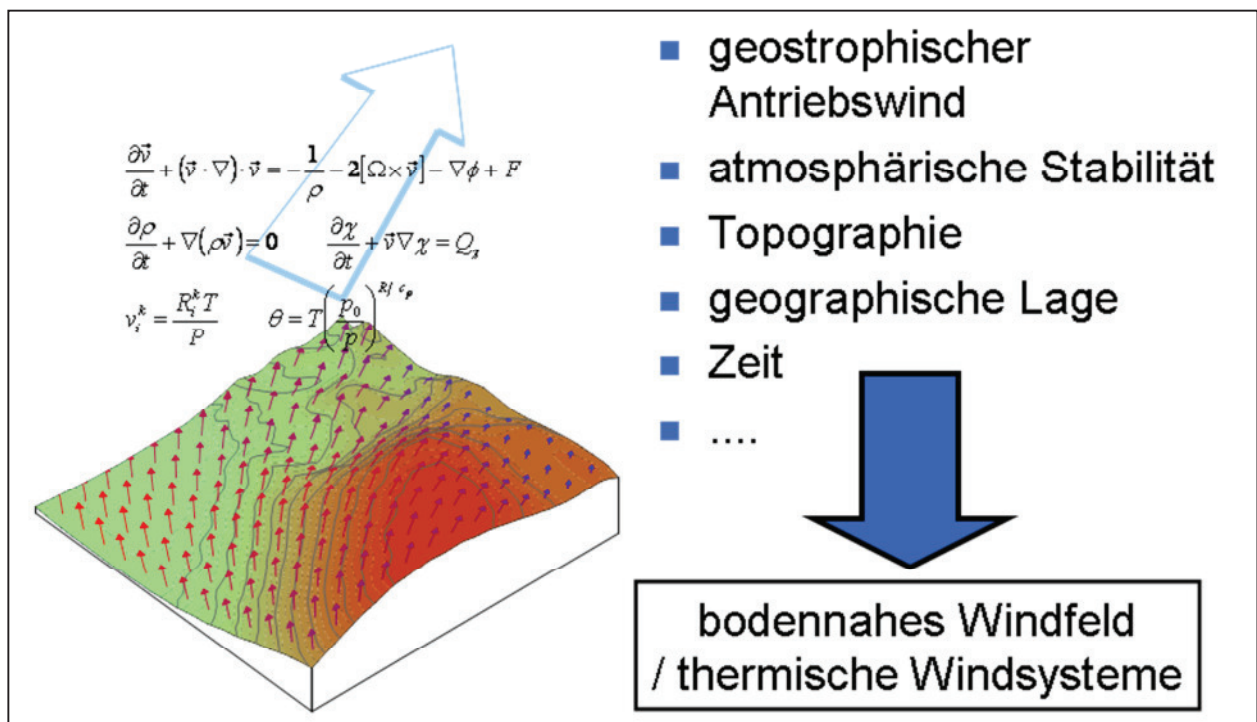 ∂v⃗/∂t + (v⃗ · ∇) · v⃗ = − 1/ρ − 2[Ω × v⃗] − ∇ϕ + F
∂ρ/∂t + ∇(ρv⃗) = 0 ∂χ/∂t + v⃗∇χ = Q_χ
v_i^k = R_i^k T / P θ = T (p_0 / p)^(R/c_p)
geostrophischer
Antriebswind
atmosphärische Stabilität
Topographie
geographische Lage
Zeit
....
bodennahes Windfeld
/ thermische Windsysteme